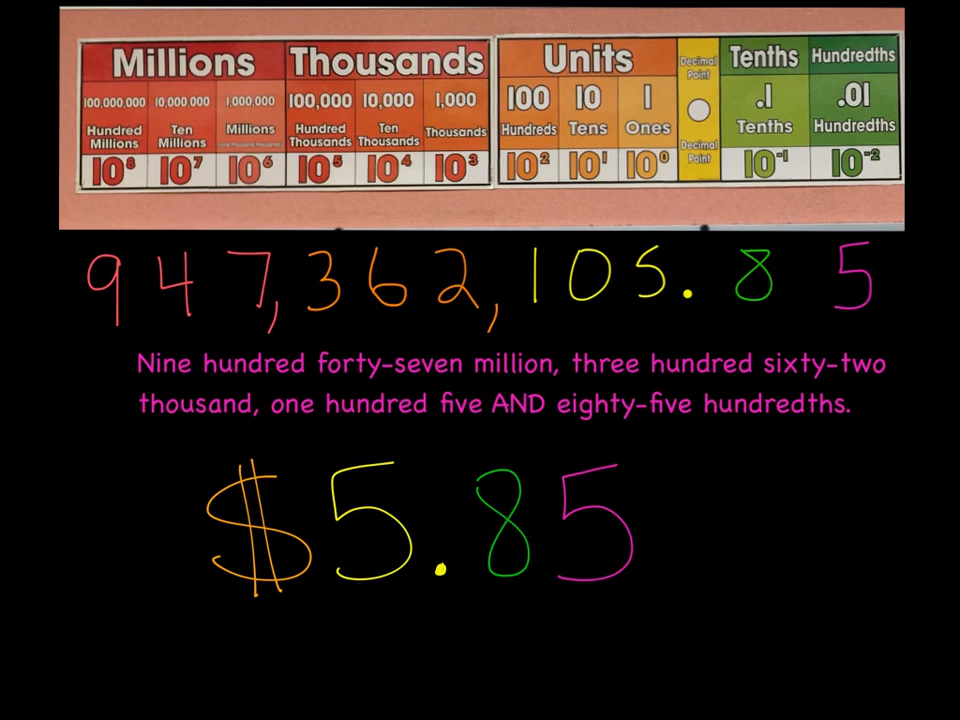 Millions Thousands Units Decimal Point Tenths Hundredths
100,000,000 10,000,000 1,000,000 100,000 10,000 1,000 100 10 1 .1 .01
Hundred Millions Ten Millions Millions Hundred Thousands Ten Thousands Thousands Hundreds Tens Ones Decimal Point Tenths Hundredths
10⁸ 10⁷ 10⁶ 10⁵ 10⁴ 10³ 10² 10¹ 10⁰ 10⁻¹ 10⁻²
947,362,105.85
Nine hundred forty-seven million, three hundred sixty-two
thousand, one hundred five AND eighty-five hundredths.
$5.85